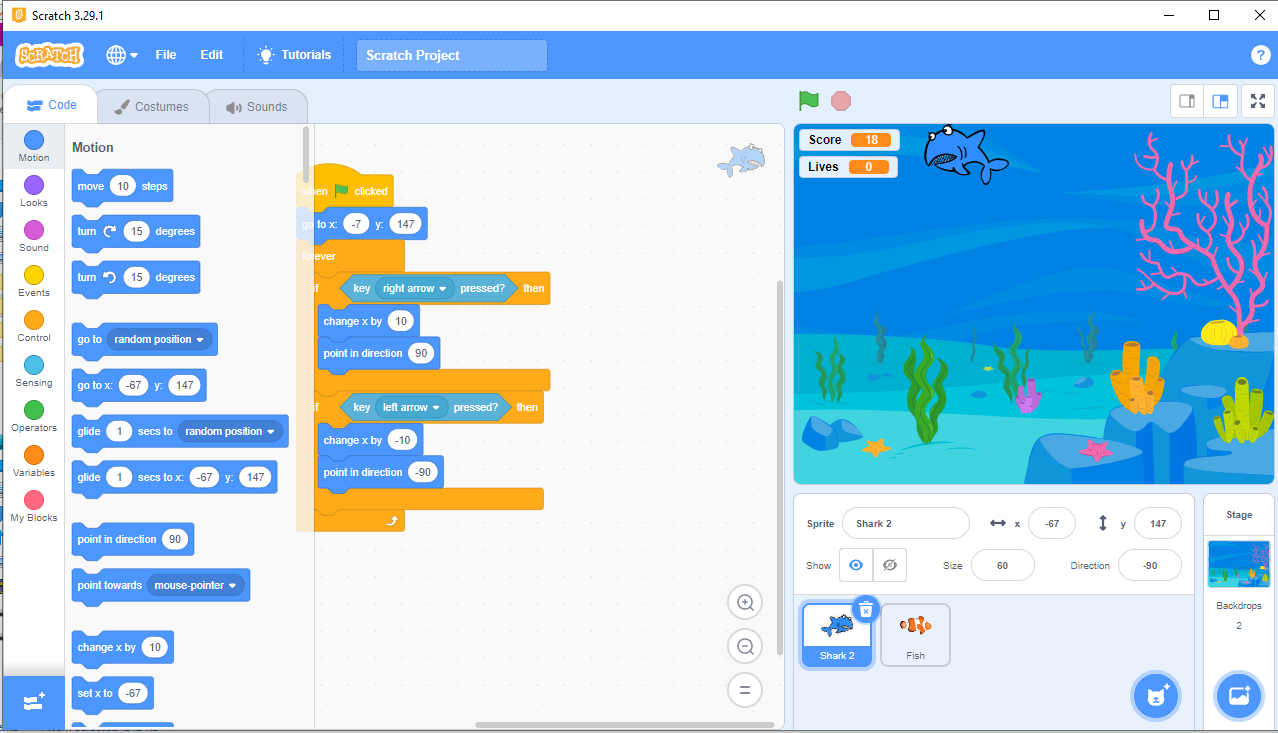 Scratch 3.29.1
SCRATCH
File
Edit
Tutorials
Scratch Project
?
Code
Costumes
Sounds
Motion
Looks
Sound
Events
Control
Sensing
Operators
Variables
My Blocks
Motion
move 10 steps
turn 15 degrees
turn 15 degrees
go to random position
go to x: -67 y: 147
glide 1 secs to random position
glide 1 secs to x: -67 y: 147
point in direction 90
point towards mouse-pointer
change x by 10
set x to -67
when clicked
go to x: -7 y: 147
forever
if key right arrow pressed? then
change x by 10
point in direction 90
if key left arrow pressed? then
change x by -10
point in direction -90
Score 18
Lives 0
Sprite Shark 2 x -67 y 147
Show Size 60 Direction -90
Shark 2
Fish
Stage
Backdrops
2